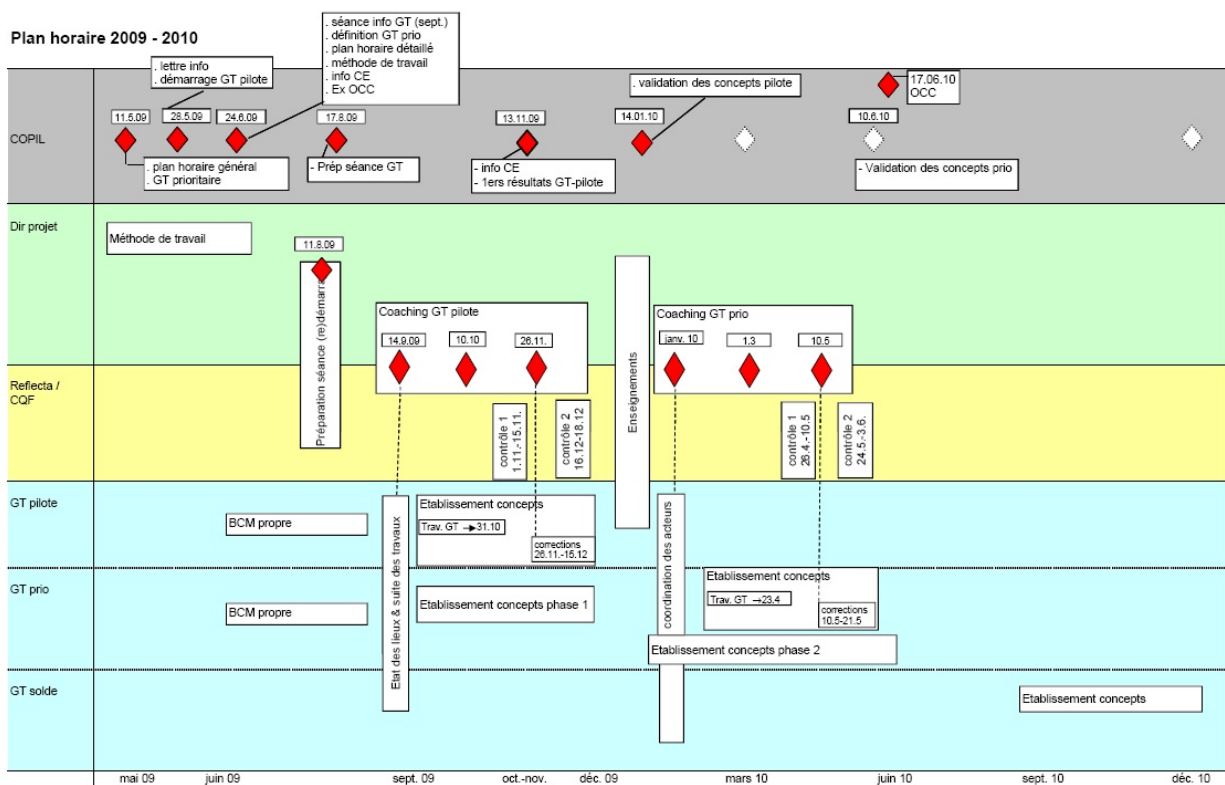 Plan horaire 2009 - 2010
. lettre info
. démarrage GT pilote
. séance info GT (sept.)
. définition GT prio
. plan horaire détaillé
. méthode de travail
. info CE
. Ex OCC
. validation des concepts pilote
17.06.10
OCC
COPIL
11.5.09
28.5.09
24.6.09
17.8.09
13.11.09
14.01.10
10.6.10
. plan horaire général
. GT prioritaire
- Prép séance GT
- info CE
- 1ers résultats GT-pilote
- Validation des concepts prio
Dir projet
Méthode de travail
11.8.09
Préparation séance (re)démarra
Coaching GT pilote
14.9.09
10.10
26.11.
Enseignements
Coaching GT prio
janv. 10
1.3
10.5
Reflecta /
CQF
contrôle 1
1.11.-15.11.
contrôle 2
16.12-18.12
contrôle 1
26.4.-10.5
contrôle 2
24.5.-3.6.
GT pilote
BCM propre
Etat des lieux & suite des travaux
Etablissement concepts
Trav. GT →31.10
corrections
26.11.-15.12
coordination des acteurs
GT prio
BCM propre
Etablissement concepts phase 1
Etablissement concepts
Trav. GT →23.4
corrections
10.5-21.5
Etablissement concepts phase 2
GT solde
Etablissement concepts
mai 09
juin 09
sept. 09
oct.-nov.
déc. 09
mars 10
juin 10
sept. 10
déc. 10